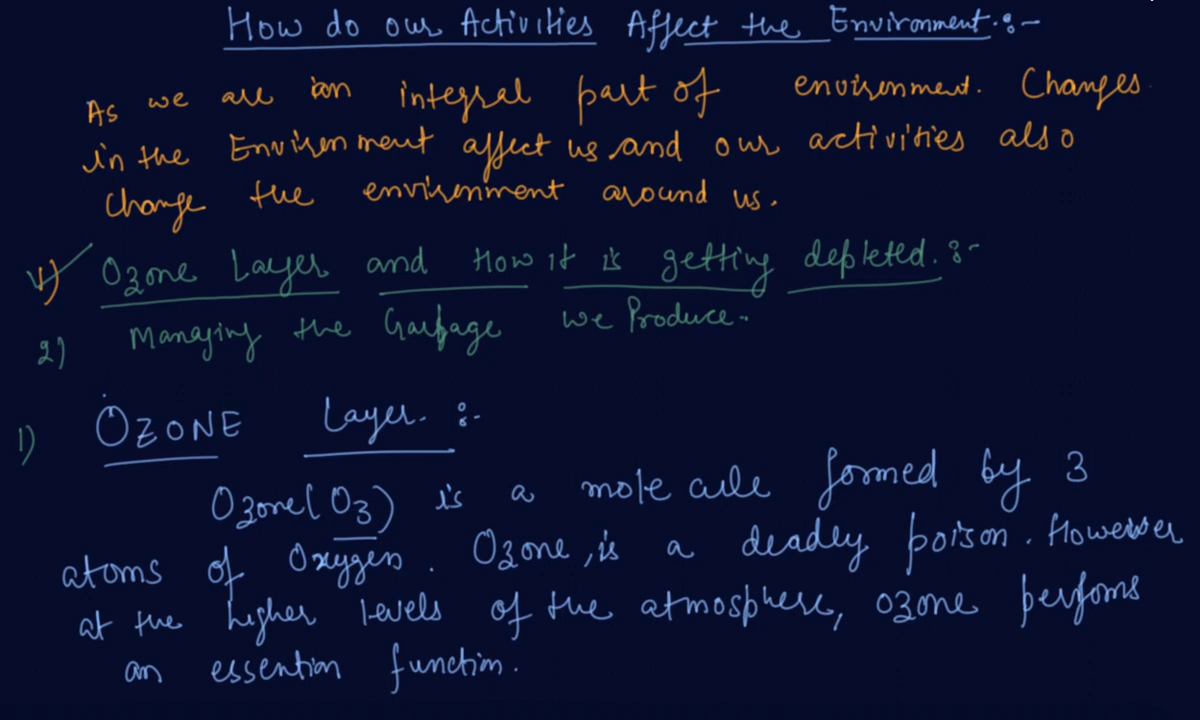 How do our Activities Affect the Environment :-
As we are an integral part of environment. Changes
in the Environment affect us and our activities also
change the environment around us.
1) Ozone Layer and How it is getting depleted. :-
2) Managing the Garbage we Produce.
1) OZONE Layer. :-
Ozone (O3) is a molecule formed by 3
atoms of Oxygen. Ozone, is a deadly poison. However
at the higher levels of the atmosphere, ozone perfoms
an essention function.